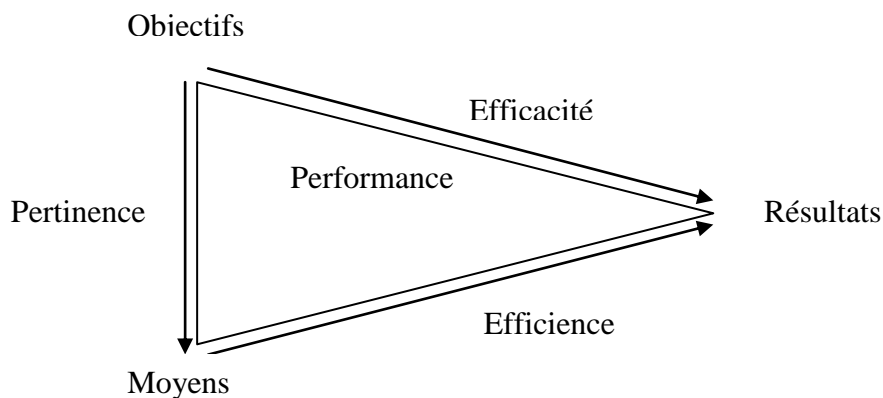 Objectifs
Efficacité
Performance
Pertinence
Résultats
Efficience
Moyens